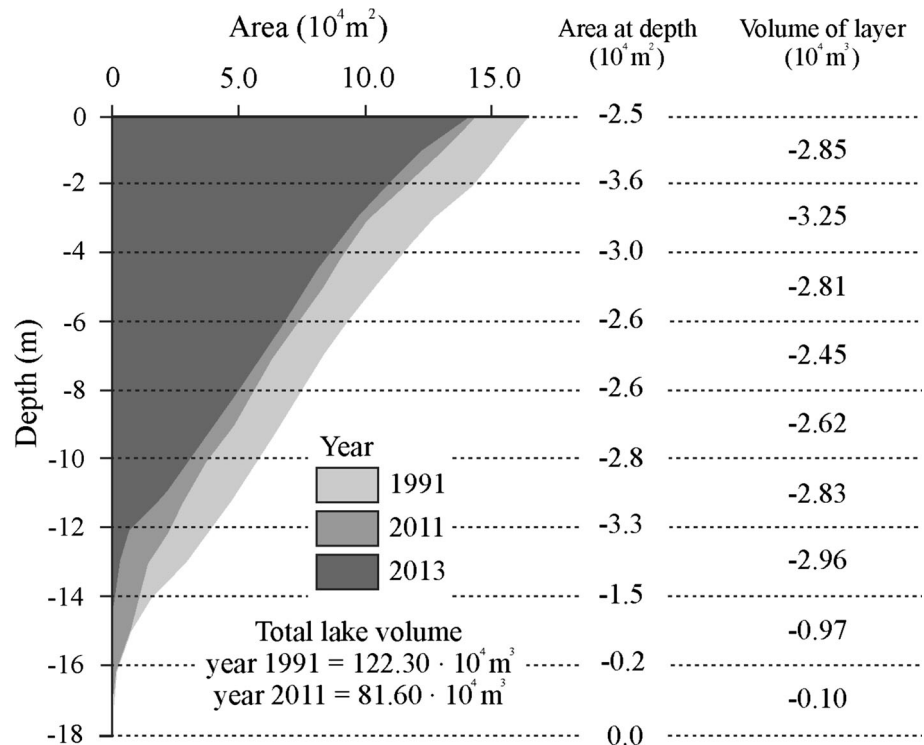 Area (10⁴m²)
Area at depth
(10⁴m²)
Volume of layer
(10⁴m³)
0 5.0 10.0 15.0
0 -2.5
-2.85
-2 -3.6
-3.25
-4 -3.0
-2.81
-6 -2.6
-2.45
-8 -2.6
-2.62
-10 -2.8
-2.83
-12 -3.3
-2.96
-14 -1.5
-0.97
-16 -0.2
-0.10
-18 0.0
Depth (m)
Year
1991
2011
2013
Total lake volume
year 1991 = 122.30 · 10⁴m³
year 2011 = 81.60 · 10⁴m³